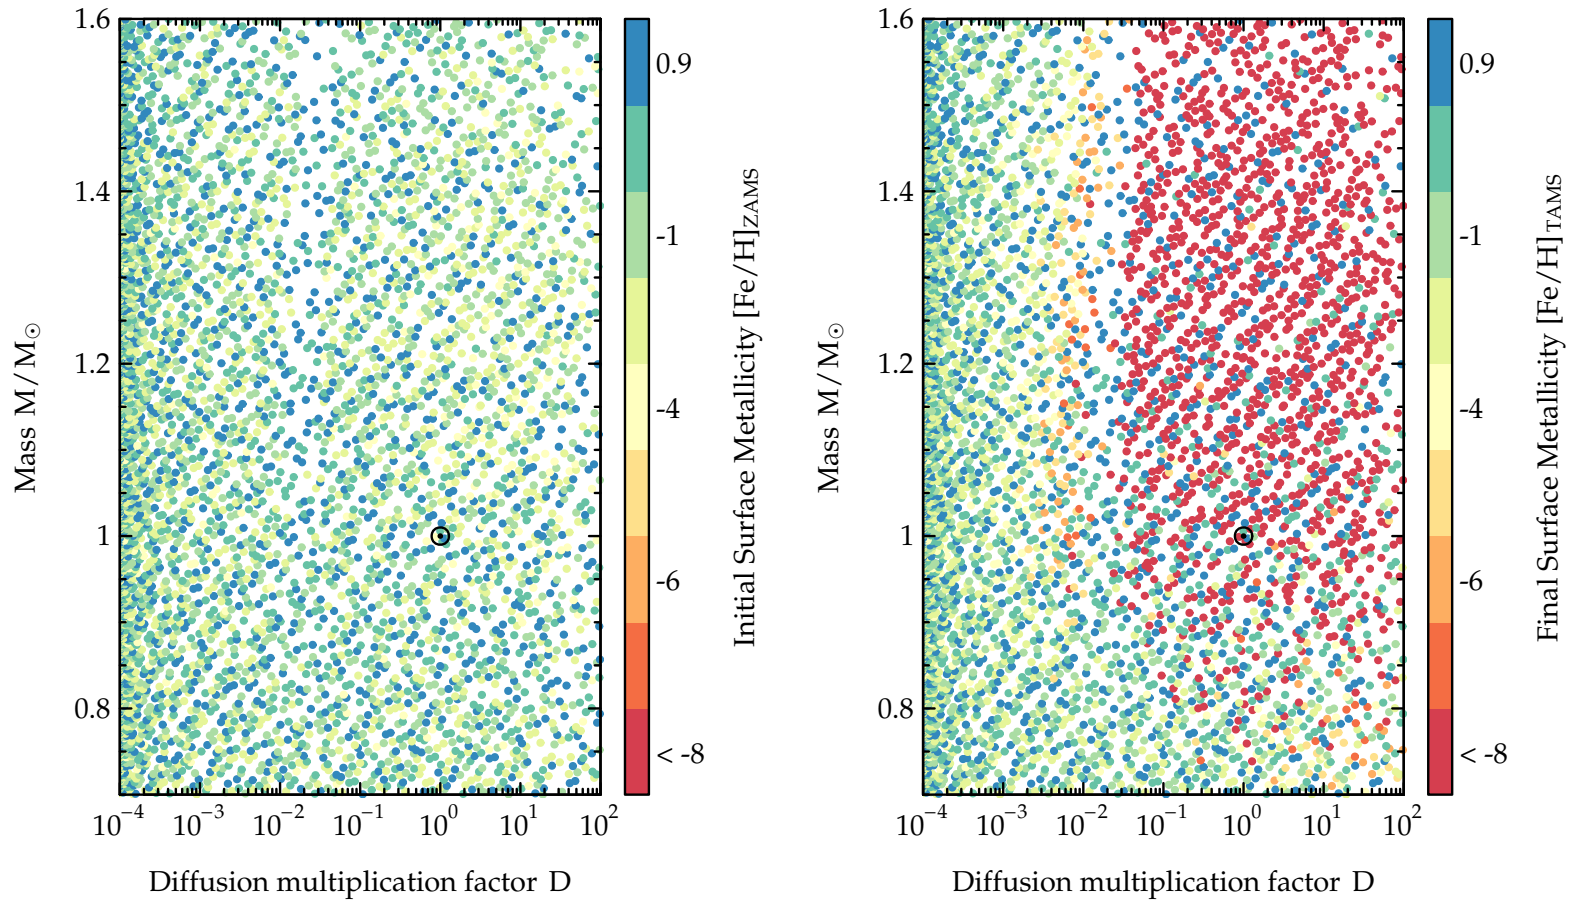 1.6
1.4
1.2
1
0.8
Mass M/M☉
10⁻⁴ 10⁻³ 10⁻² 10⁻¹ 10⁰ 10¹ 10²
Diffusion multiplication factor D
0.9
-1
-4
-6
< -8
Initial Surface Metallicity [Fe/H]ZAMS
1.6
1.4
1.2
1
0.8
Mass M/M☉
10⁻⁴ 10⁻³ 10⁻² 10⁻¹ 10⁰ 10¹ 10²
Diffusion multiplication factor D
0.9
-1
-4
-6
< -8
Final Surface Metallicity [Fe/H]TAMS